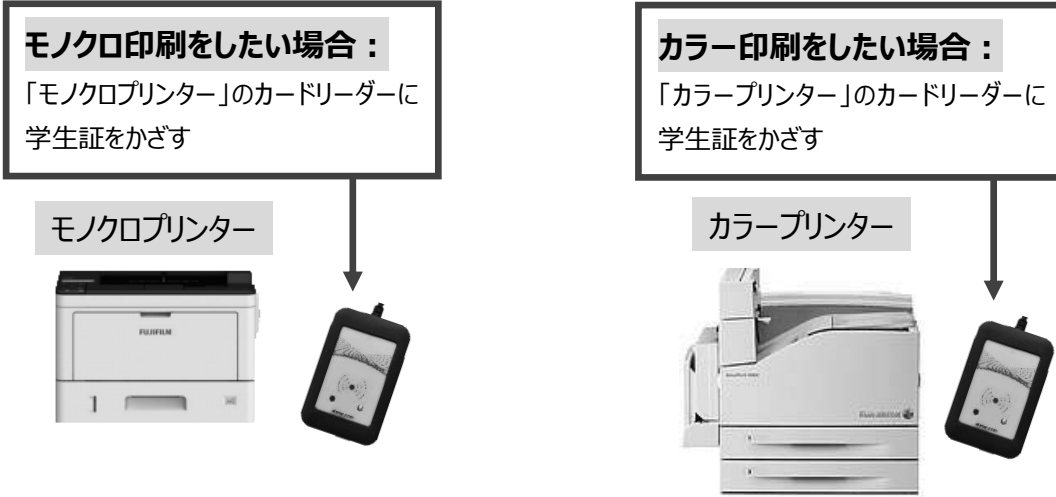 モノクロ印刷をしたい場合：
「モノクロプリンター」のカードリーダーに
学生証をかざす
モノクロプリンター
FUJIFILM
カラー印刷をしたい場合：
「カラープリンター」のカードリーダーに
学生証をかざす
カラープリンター
FUJI XEROX